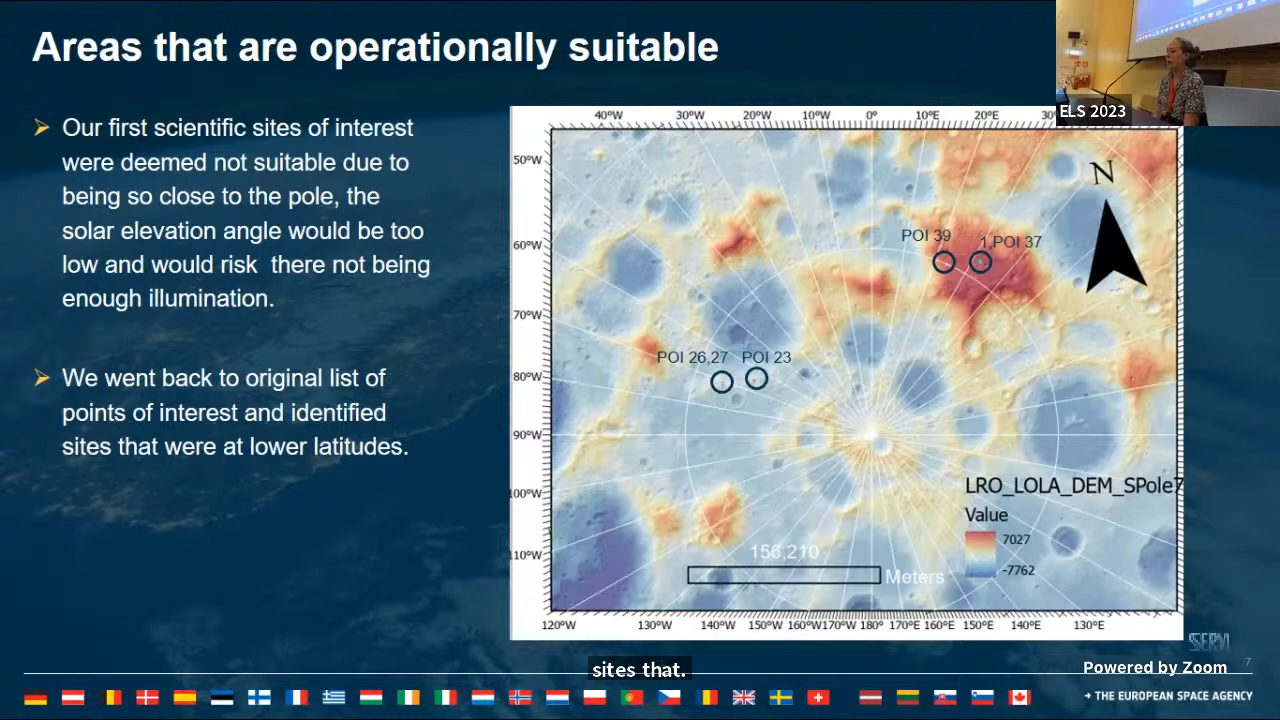 Areas that are operationally suitable
Our first scientific sites of interest
were deemed not suitable due to
being so close to the pole, the
solar elevation angle would be too
low and would risk there not being
enough illumination.
We went back to original list of
points of interest and identified
sites that were at lower latitudes.
40°W 30°W 20°W 10°W 0° 10°E 20°E
50°W
60°W
70°W
80°W
90°W
100°W
110°W
120°W 130°W 140°W 150°W 160°W 170°W 180° 170°E 160°E 150°E 140°E 130°E
N
POI 39
1,POI 37
POI 26,27
POI 23
LRO_LOLA_DEM_SPole7
Value
7027
-7762
156,210
Meters
ELS 2023
sites that.
SERVI
7
Powered by Zoom
→ THE EUROPEAN SPACE AGENCY